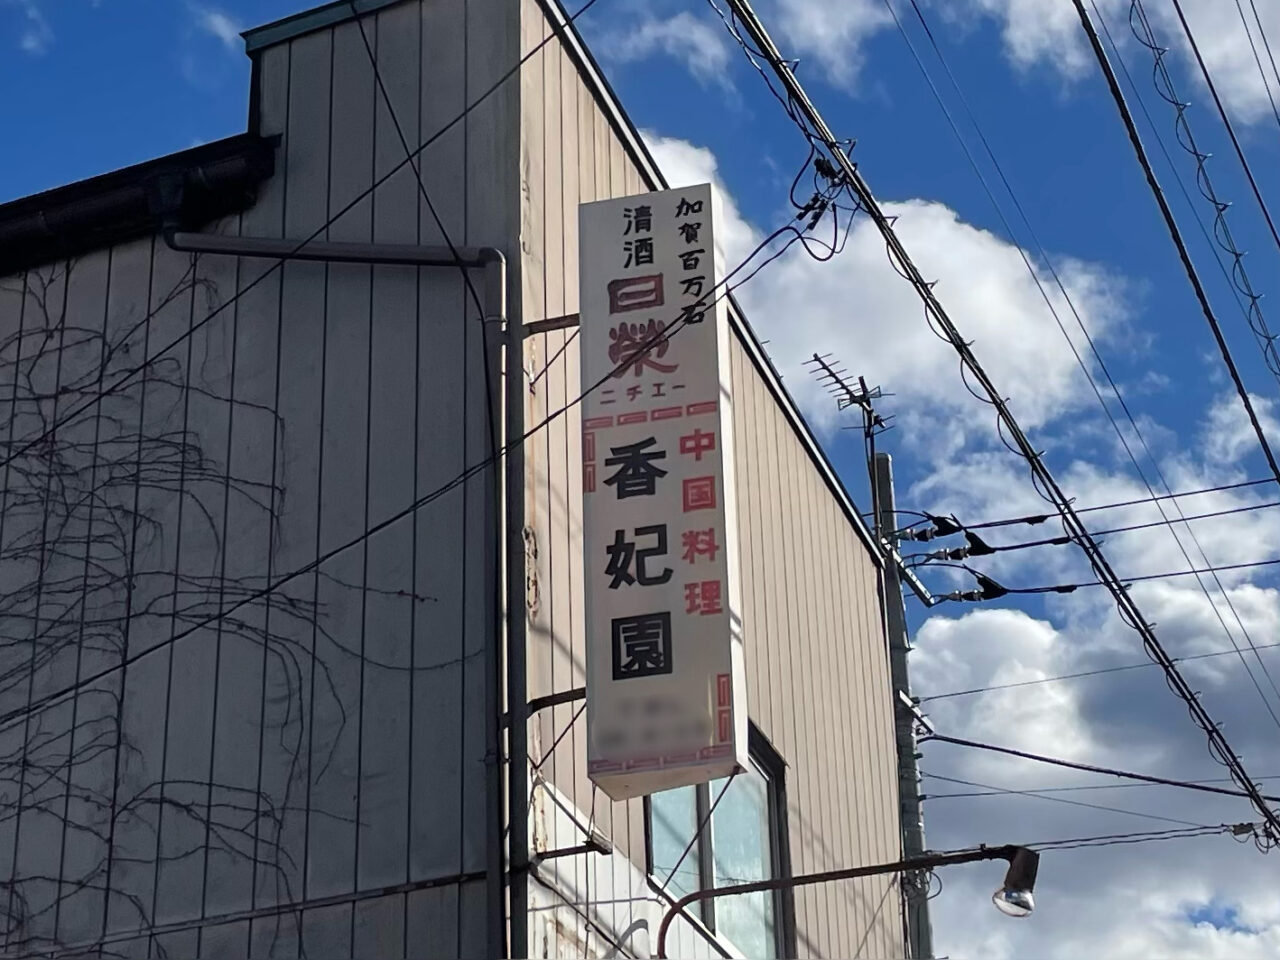 加賀百万石
清酒
日榮
ニチエー
中国料理
香妃園